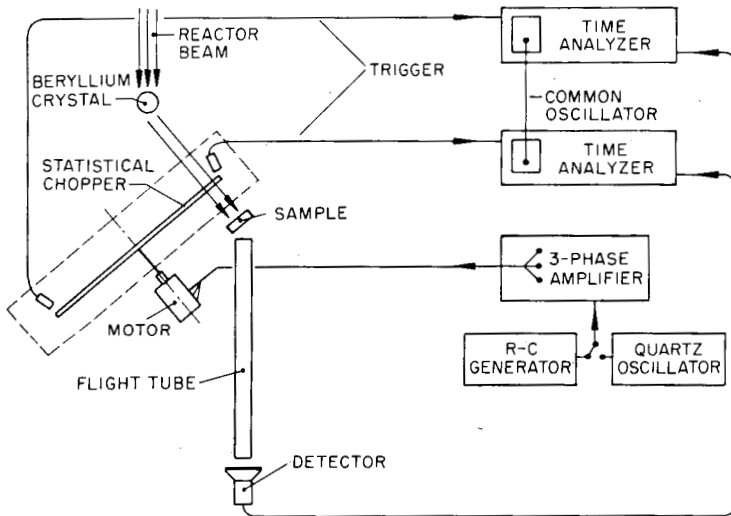 REACTOR
BEAM
BERYLLIUM
CRYSTAL
TRIGGER
TIME
ANALYZER
COMMON
OSCILLATOR
TIME
ANALYZER
STATISTICAL
CHOPPER
SAMPLE
3-PHASE
AMPLIFIER
MOTOR
R-C
GENERATOR
QUARTZ
OSCILLATOR
FLIGHT TUBE
DETECTOR